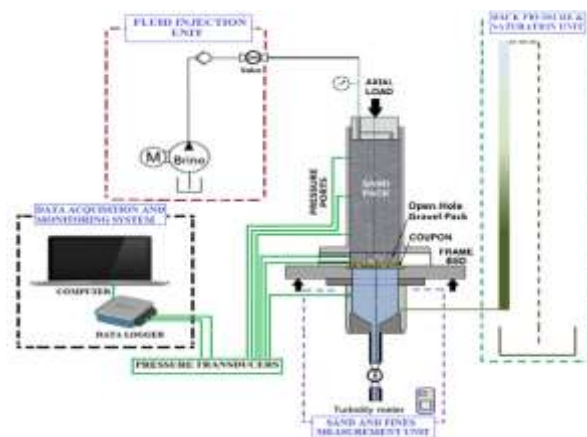 FLUID INJECTION
UNIT
BACK PRESSURE &
SATURATION UNIT
Valve
M
Brine
AXIAL
LOAD
SAND
PACK
PRESSURE
PORTS
Open Hole
Gravel Pack
COUPON
FRAME
BED
DATA ACQUISITION AND
MONITORING SYSTEM
COMPUTER
DATA LOGGER
PRESSURE TRANSDUCERS
Turbidity meter
SAND AND FINES
MEASUREMENT UNIT